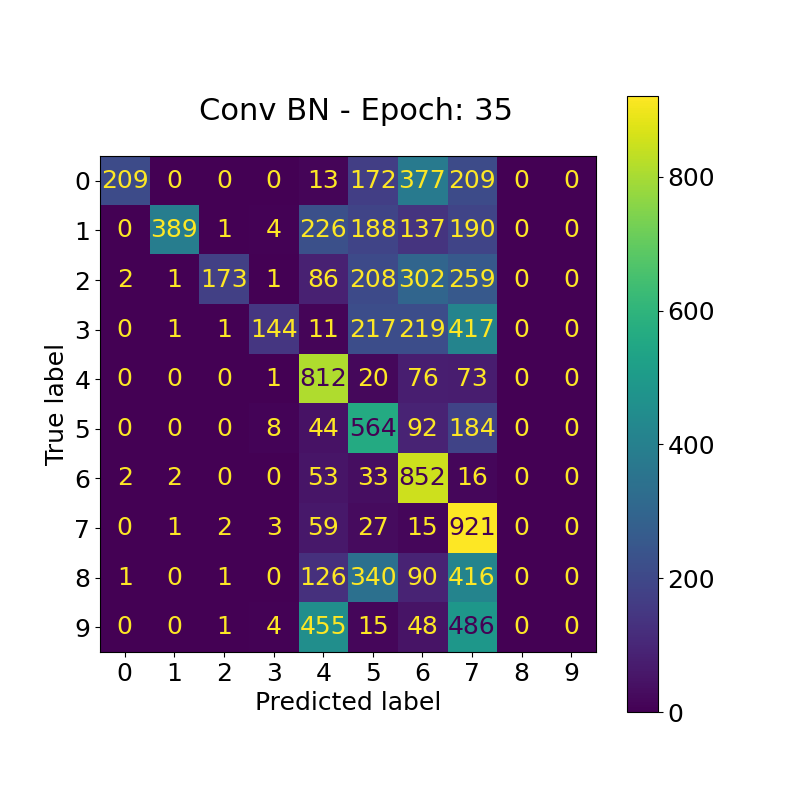 Conv BN - Epoch: 35
0 209 0 0 0 13 172 377 209 0 0
1 0 389 1 4 226 188 137 190 0 0
2 2 1 173 1 86 208 302 259 0 0
3 0 1 1 144 11 217 219 417 0 0
4 0 0 0 1 812 20 76 73 0 0
5 0 0 0 8 44 564 92 184 0 0
6 2 2 0 0 53 33 852 16 0 0
7 0 1 2 3 59 27 15 921 0 0
8 1 0 1 0 126 340 90 416 0 0
9 0 0 1 4 455 15 48 486 0 0
0 1 2 3 4 5 6 7 8 9
Predicted label
True label
800
600
400
200
0